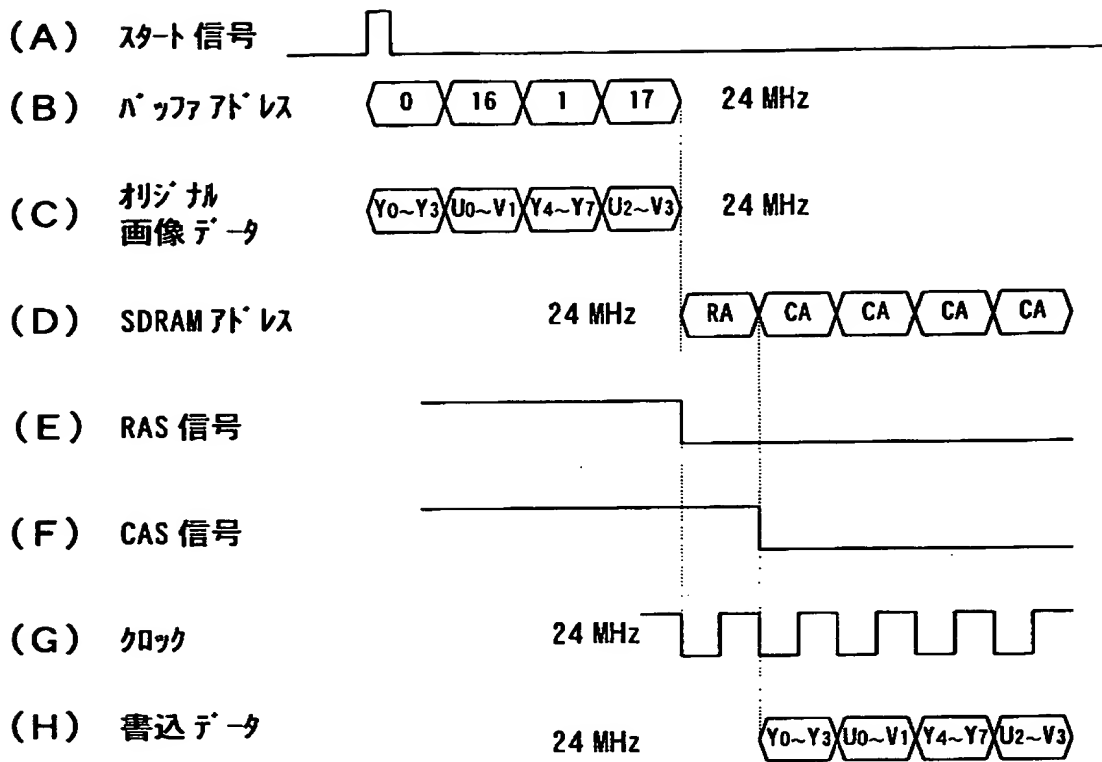 (A) スタート信号
(B) バッファアドレス 0 16 1 17 24 MHz
(C) オリジナル
画像データ Y0~Y3 U0~V1 Y4~Y7 U2~V3 24 MHz
(D) SDRAMアドレス 24 MHz RA CA CA CA CA
(E) RAS信号
(F) CAS信号
(G) クロック 24 MHz
(H) 書込データ 24 MHz Y0~Y3 U0~V1 Y4~Y7 U2~V3